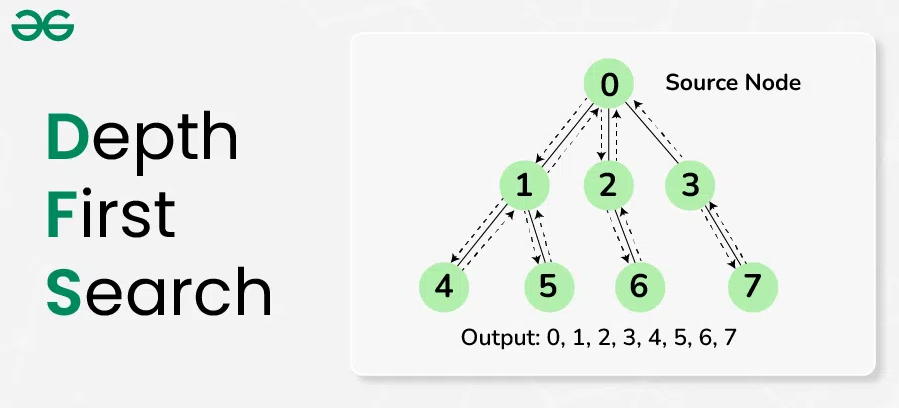 Depth
First
Search
0
Source Node
1
2
3
4
5
6
7
Output: 0, 1, 2, 3, 4, 5, 6, 7